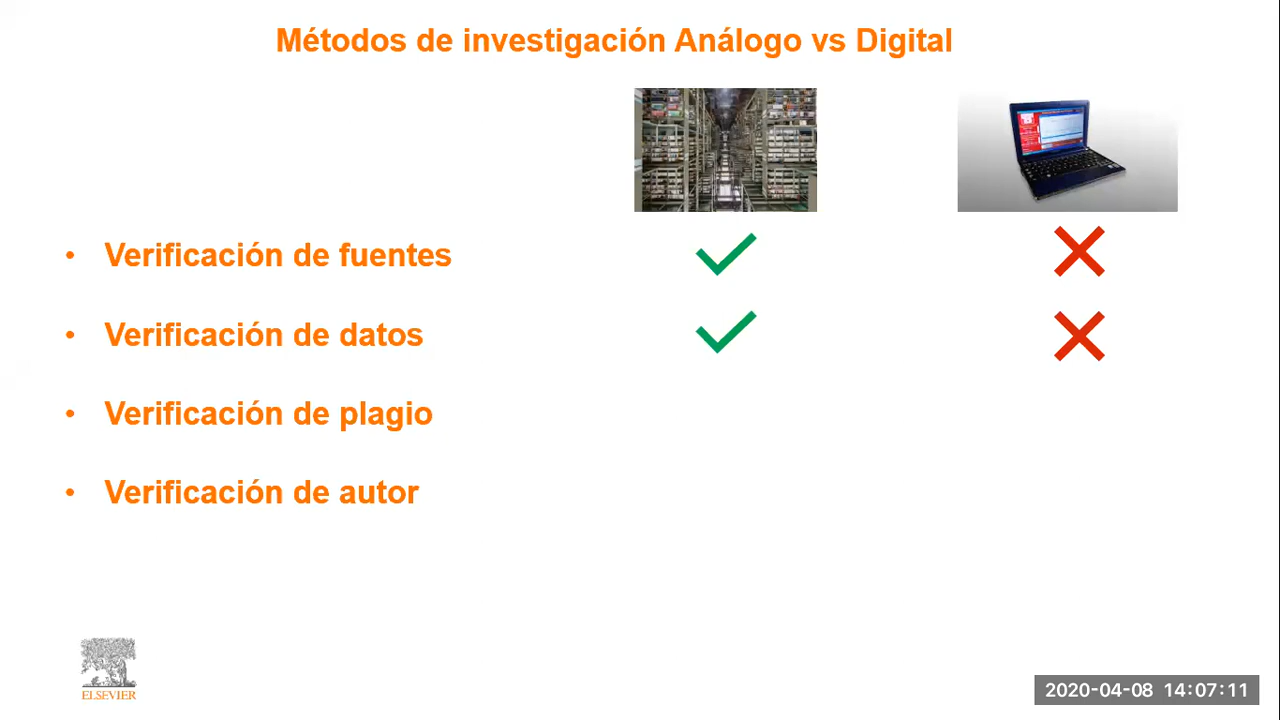 Métodos de investigación Análogo vs Digital
• Verificación de fuentes
• Verificación de datos
• Verificación de plagio
• Verificación de autor
ELSEVIER
2020-04-08 14:07:11